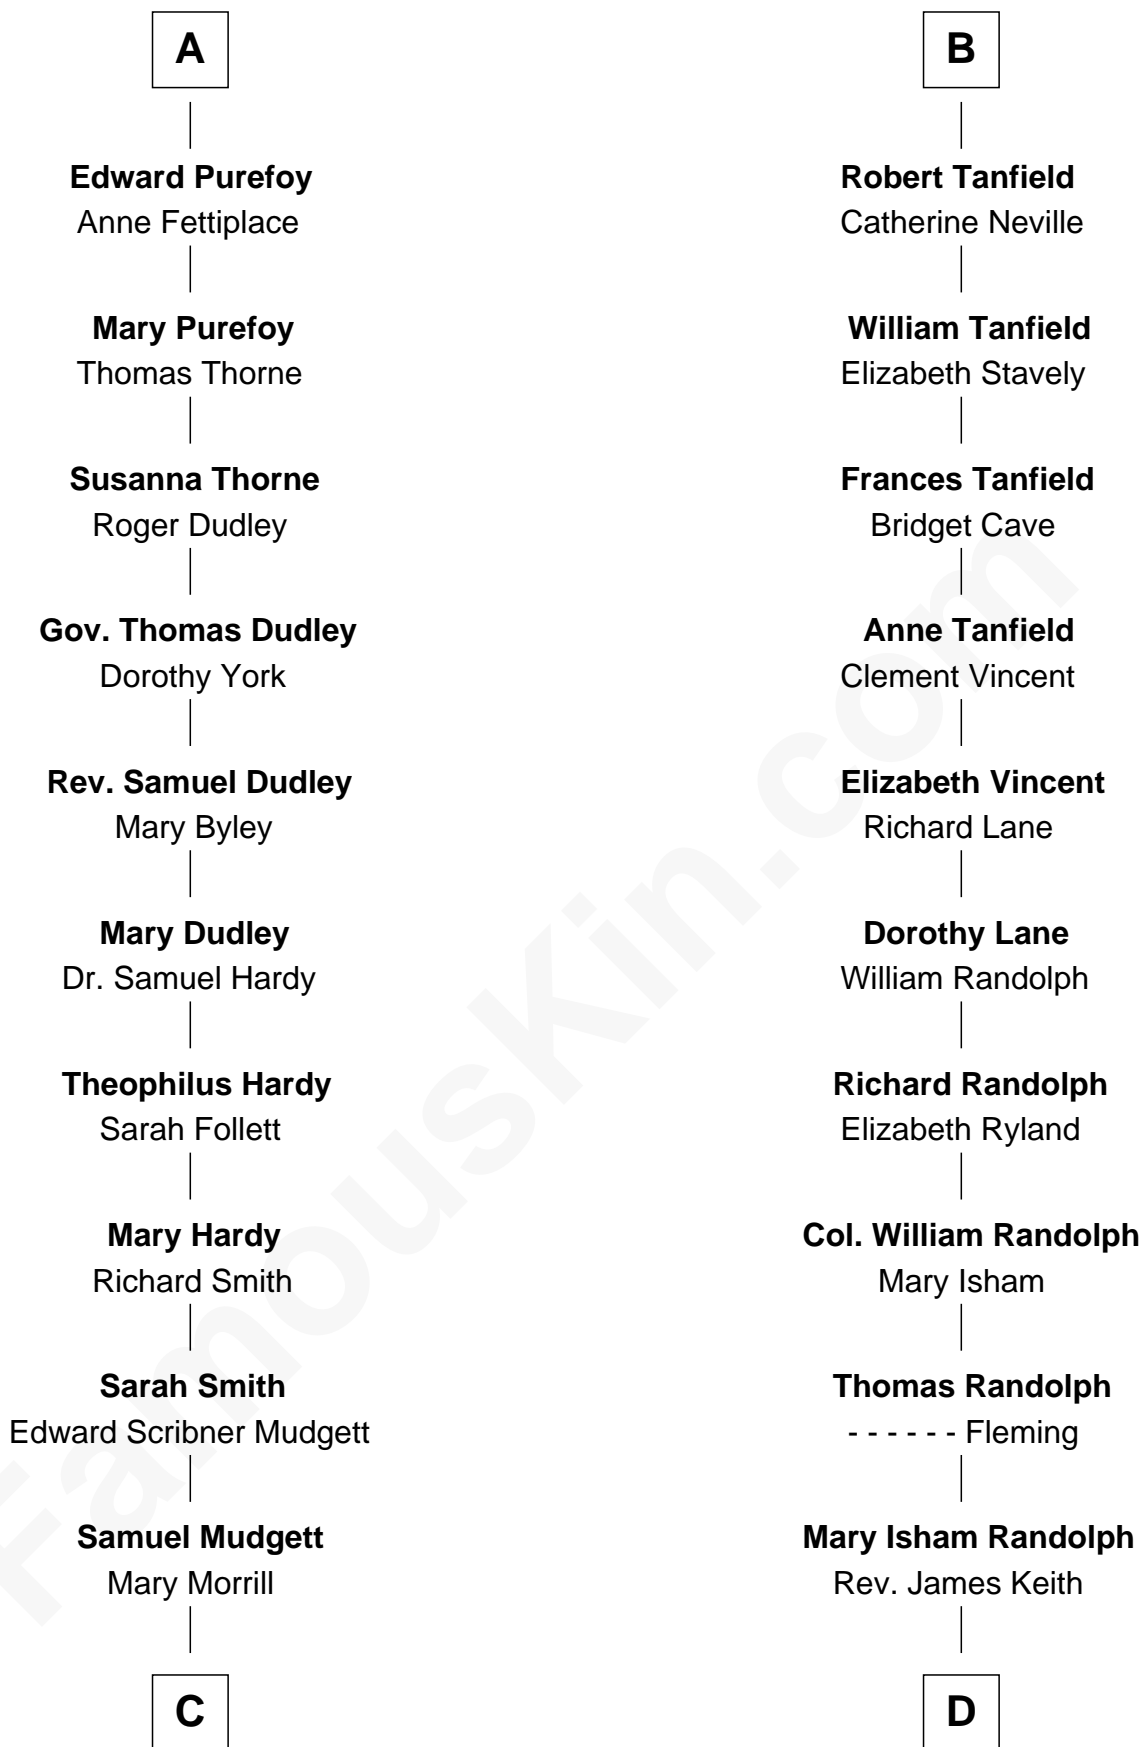 A
Edward Purefoy
Anne Fettiplace
Mary Purefoy
Thomas Thorne
Susanna Thorne
Roger Dudley
Gov. Thomas Dudley
Dorothy York
Rev. Samuel Dudley
Mary Byley
Mary Dudley
Dr. Samuel Hardy
Theophilus Hardy
Sarah Follett
Mary Hardy
Richard Smith
Sarah Smith
Edward Scribner Mudgett
Samuel Mudgett
Mary Morrill
C
B
Robert Tanfield
Catherine Neville
William Tanfield
Elizabeth Stavely
Frances Tanfield
Bridget Cave
Anne Tanfield
Clement Vincent
Elizabeth Vincent
Richard Lane
Dorothy Lane
William Randolph
Richard Randolph
Elizabeth Ryland
Col. William Randolph
Mary Isham
Thomas Randolph
- - - - - - Fleming
Mary Isham Randolph
Rev. James Keith
D
FamousKin.com